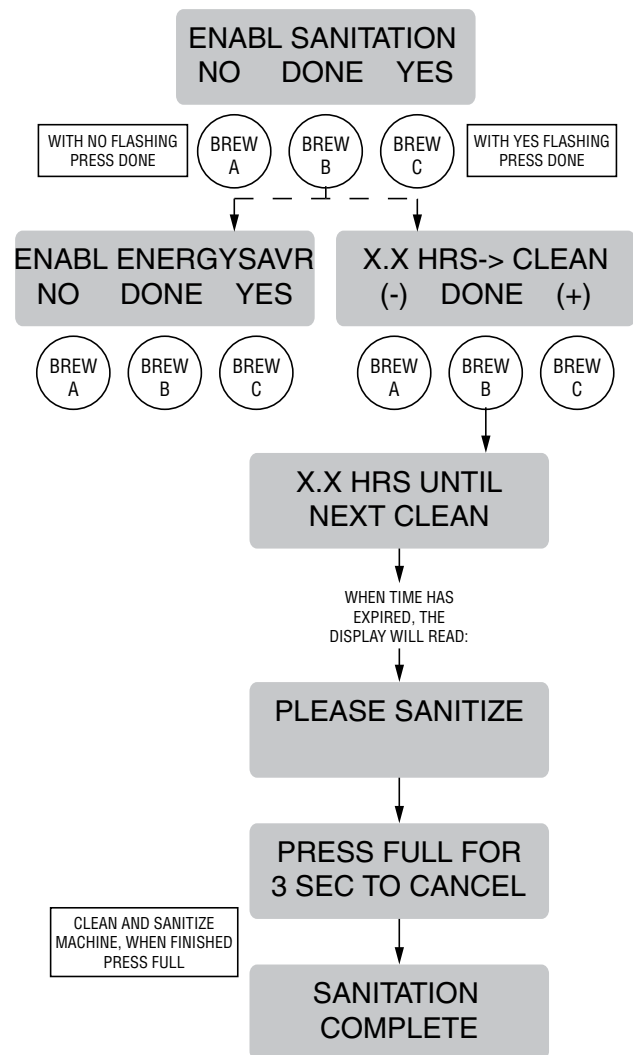 ENABL SANITATION
NO DONE YES
WITH NO FLASHING
PRESS DONE
BREW
A
BREW
B
BREW
C
WITH YES FLASHING
PRESS DONE
ENABL ENERGYSAVR
NO DONE YES
BREW
A
BREW
B
BREW
C
X.X HRS-> CLEAN
(-) DONE (+)
BREW
A
BREW
B
BREW
C
X.X HRS UNTIL
NEXT CLEAN
WHEN TIME HAS
EXPIRED, THE
DISPLAY WILL READ:
PLEASE SANITIZE
PRESS FULL FOR
3 SEC TO CANCEL
CLEAN AND SANITIZE
MACHINE, WHEN FINISHED
PRESS FULL
SANITATION
COMPLETE